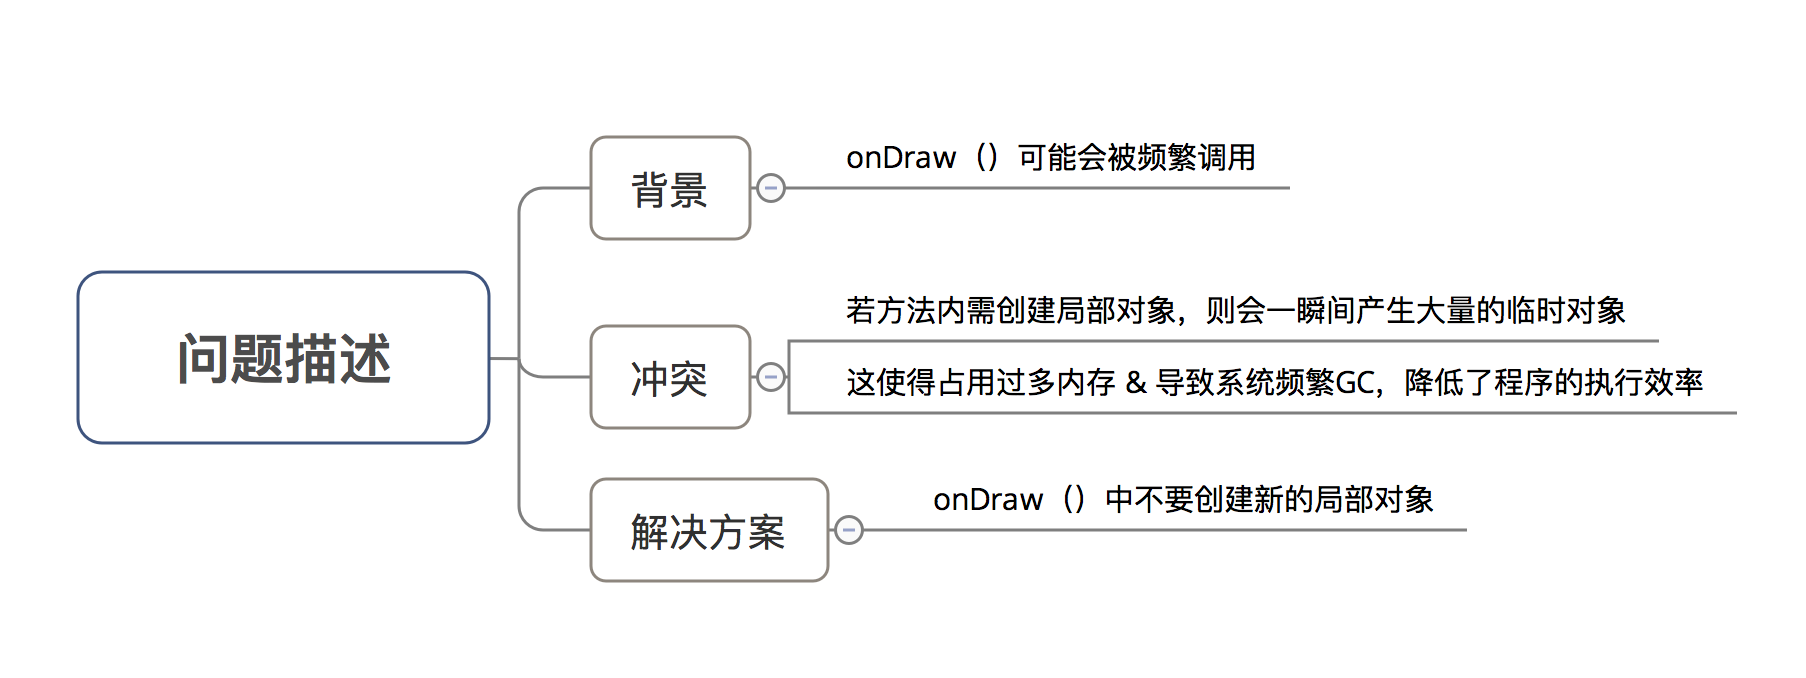 问题描述
背景
onDraw（）可能会被频繁调用
冲突
若方法内需创建局部对象，则会一瞬间产生大量的临时对象
这使得占用过多内存 & 导致系统频繁GC，降低了程序的执行效率
解决方案
onDraw（）中不要创建新的局部对象